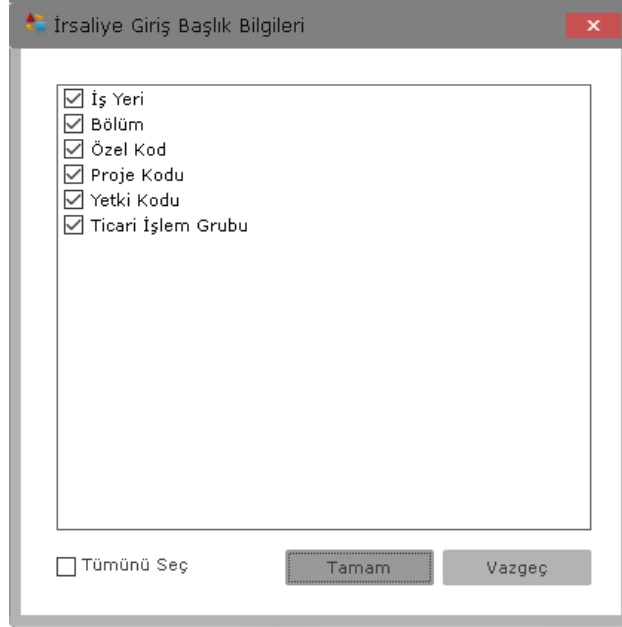 İrsaliye Giriş Başlık Bilgileri
İş Yeri
Bölüm
Özel Kod
Proje Kodu
Yetki Kodu
Ticari İşlem Grubu
Tümünü Seç
Tamam
Vazgeç